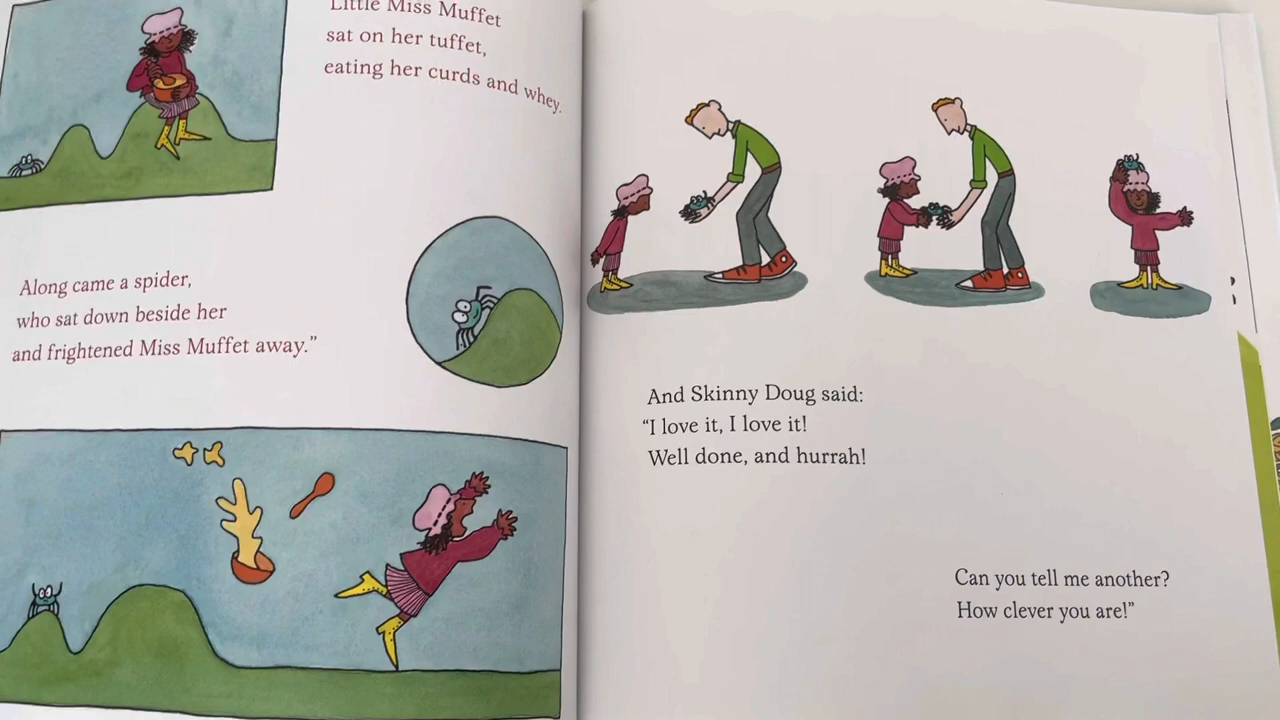 Little Miss Muffet
sat on her tuffet,
eating her curds and whey.
Along came a spider,
who sat down beside her
and frightened Miss Muffet away.”
And Skinny Doug said:
“I love it, I love it!
Well done, and hurrah!
Can you tell me another?
How clever you are!”